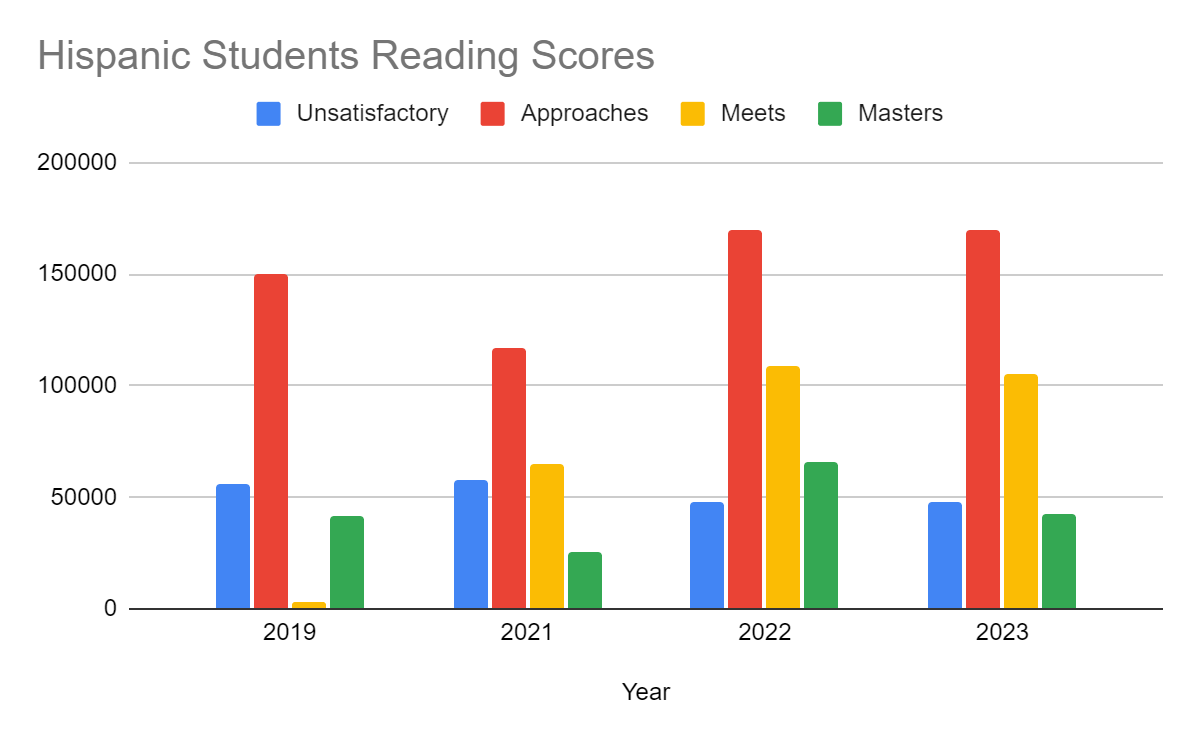 Hispanic Students Reading Scores
Unsatisfactory Approaches Meets Masters
200000
150000
100000
50000
0
2019 2021 2022 2023
Year